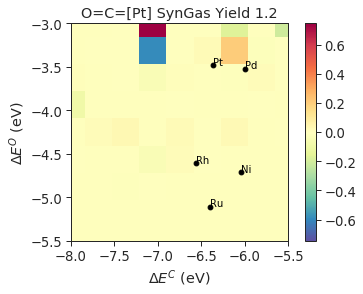 O=C=[Pt] SynGas Yield 1.2
−3.0
−3.5
−4.0
−4.5
−5.0
−5.5
ΔE^O (eV)
Pt
Pd
Rh
Ni
Ru
−8.0 −7.5 −7.0 −6.5 −6.0 −5.5
ΔE^C (eV)
0.6
0.4
0.2
0.0
−0.2
−0.4
−0.6